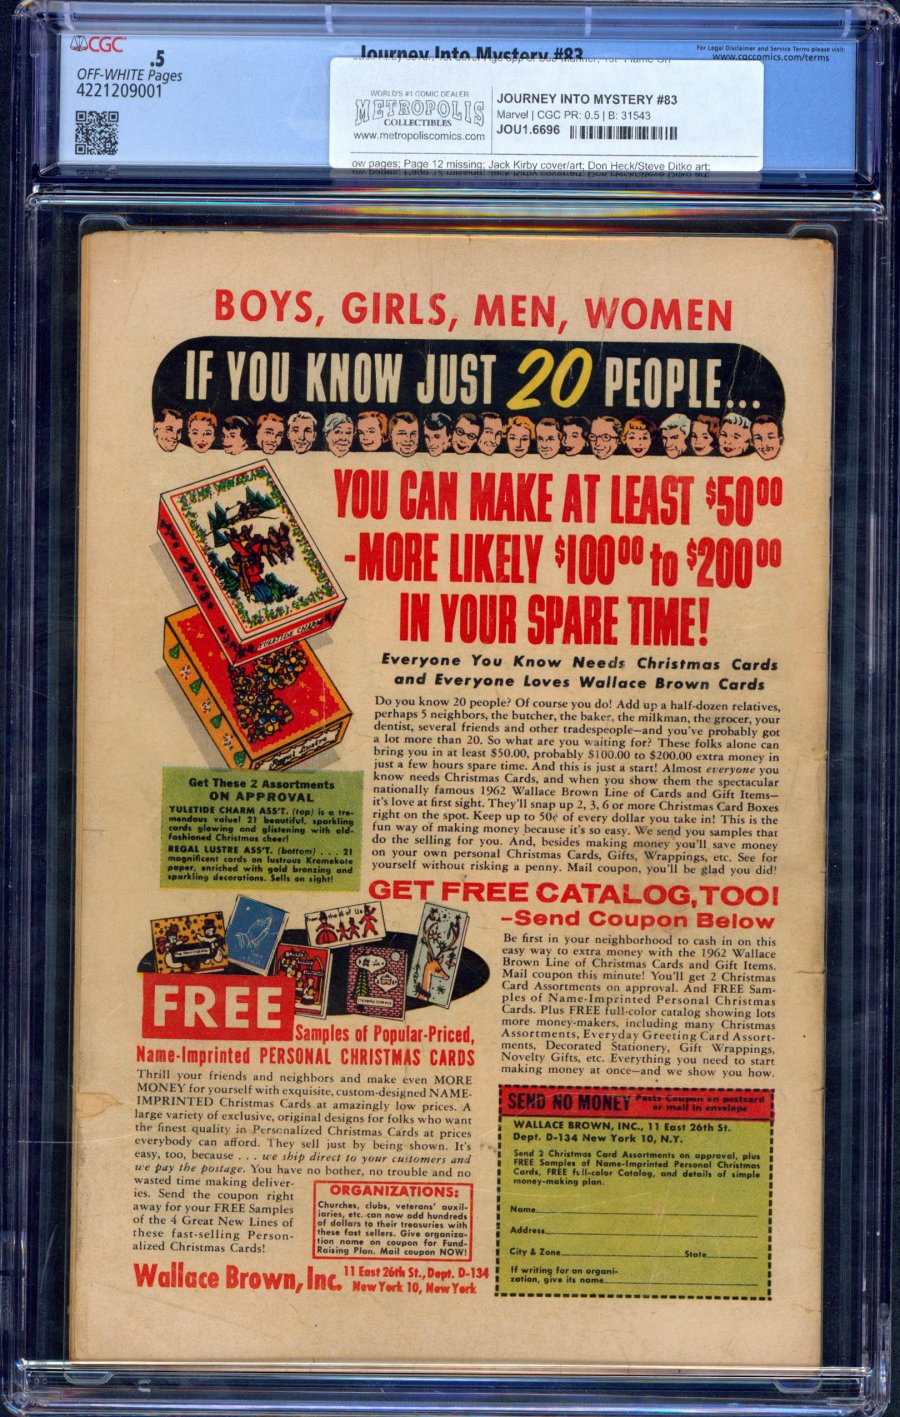 CGC
.5
OFF-WHITE Pages
4221209001
Journey Into Mystery #83
For Legal Disclaimer and Service Terms please visit:
www.cgccomics.com/terms
WORLD'S #1 COMIC DEALER
METROPOLIS
COLLECTIBLES
www.metropoliscomics.com
JOURNEY INTO MYSTERY #83
Marvel | CGC PR: 0.5 | B: 31543
JOU1.6696
ow pages; Page 12 missing; Jack Kirby cover/art; Don Heck/Steve Ditko art;
BOYS, GIRLS, MEN, WOMEN
IF YOU KNOW JUST 20 PEOPLE...
YOU CAN MAKE AT LEAST $50.00
-MORE LIKELY $100.00 to $200.00
IN YOUR SPARE TIME!
YULETIDE CHARM
Everyone You Know Needs Christmas Cards
and Everyone Loves Wallace Brown Cards
Do you know 20 people? Of course you do! Add up a half-dozen relatives,
perhaps 5 neighbors, the butcher, the baker, the milkman, the grocer, your
dentist, several friends and other tradespeople—and you've probably got
a lot more than 20. So what are you waiting for? These folks alone can
bring you in at least $50.00, probably $100.00 to $200.00 extra money in
just a few hours spare time. And this is just a start! Almost everyone you
know needs Christmas Cards, and when you show them the spectacular
nationally famous 1962 Wallace Brown Line of Cards and Gift Items—
it's love at first sight. They'll snap up 2, 3, 6 or more Christmas Card Boxes
right on the spot. Keep up to 50¢ of every dollar you take in! This is the
fun way of making money because it's so easy. We send you samples that
do the selling for you. And, besides making money you'll save money
on your own personal Christmas Cards, Gifts, Wrappings, etc. See for
yourself without risking a penny. Mail coupon, you'll be glad you did!
Get These 2 Assortments
ON APPROVAL
YULETIDE CHARM ASS'T. (top) is a tre-
mendous value! 21 beautiful, sparkling
cards glowing and glistening with old-
fashioned Christmas cheer!
REGAL LUSTRE ASS'T. (bottom) . . . 21
magnificent cards on lustrous Kromekote
paper, enriched with gold bronzing and
sparkling decorations. Sells on sight!
GET FREE CATALOG, TOO!
–Send Coupon Below
Be first in your neighborhood to cash in on this
easy way to extra money with the 1962 Wallace
Brown Line of Christmas Cards and Gift Items.
Mail coupon this minute! You'll get 2 Christmas
Card Assortments on approval. And FREE Sam-
ples of Name-Imprinted Personal Christmas
Cards. Plus FREE full-color catalog showing lots
more money-makers, including many Christmas
Assortments, Everyday Greeting Card Assort-
ments, Decorated Stationery, Gift Wrappings,
Novelty Gifts, etc. Everything you need to start
making money at once—and we show you how.
FREE
Samples of Popular-Priced,
Name-Imprinted PERSONAL CHRISTMAS CARDS
Thrill your friends and neighbors and make even MORE
MONEY for yourself with exquisite, custom-designed NAME-
IMPRINTED Christmas Cards at amazingly low prices. A
large variety of exclusive, original designs for folks who want
the finest quality in Personalized Christmas Cards at prices
everybody can afford. They sell just by being shown. It's
easy, too, because . . . we ship direct to your customers and
we pay the postage. You have no bother, no trouble and no
wasted time making deliver-
ies. Send the coupon right
away for your FREE Samples
of the 4 Great New Lines of
these fast-selling Person-
alized Christmas Cards!
ORGANIZATIONS:
Churches, clubs, veterans' auxil-
iaries, etc. can now add hundreds
of dollars to their treasuries with
these fast sellers. Give organiza-
tion name on coupon for Fund-
Raising Plan. Mail coupon NOW!
Wallace Brown, Inc. 11 East 26th St., Dept. D-134
New York 10, New York
SEND NO MONEY Paste Coupon on postcard
or mail in envelope
WALLACE BROWN, INC., 11 East 26th St.
Dept. D-134 New York 10, N.Y.
Send 2 Christmas Card Assortments on approval, plus
FREE Samples of Name-Imprinted Personal Christmas
Cards, FREE full-color Catalog, and details of simple
money-making plan.
Name
Address
City & Zone State
If writing for an organi-
zation, give its name